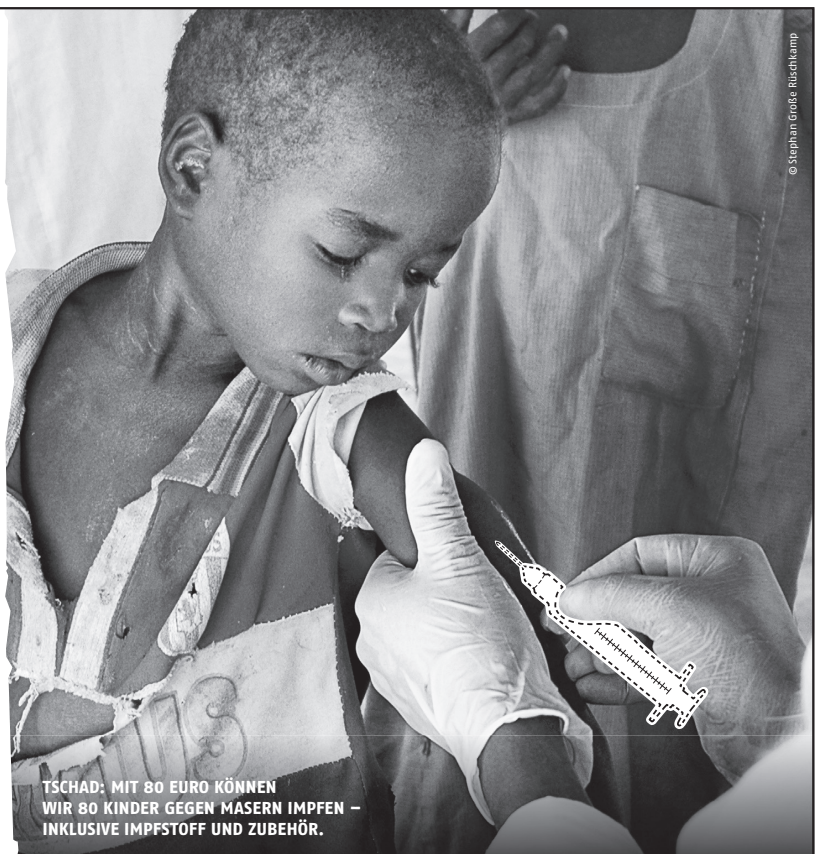 © Stephan Große Rüschkamp
TSCHAD: MIT 80 EURO KÖNNEN
WIR 80 KINDER GEGEN MASERN IMPFEN –
INKLUSIVE IMPFSTOFF UND ZUBEHÖR.